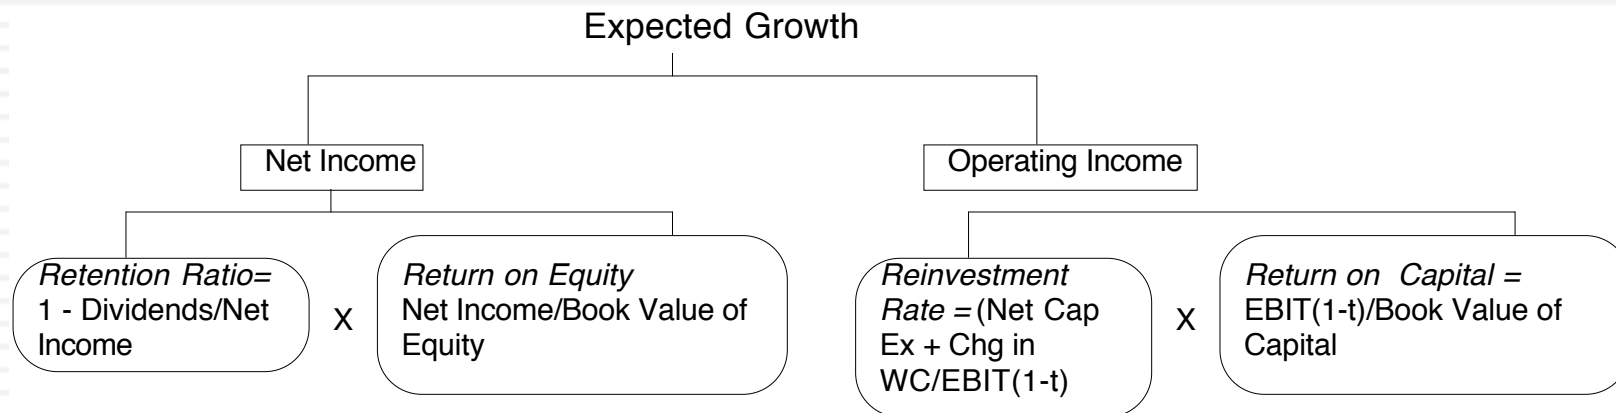 Expected Growth
Net Income
Operating Income
Retention Ratio=
1 - Dividends/Net
Income
X
Return on Equity
Net Income/Book Value of
Equity
Reinvestment
Rate = (Net Cap
Ex + Chg in
WC/EBIT(1-t)
X
Return on Capital =
EBIT(1-t)/Book Value of
Capital